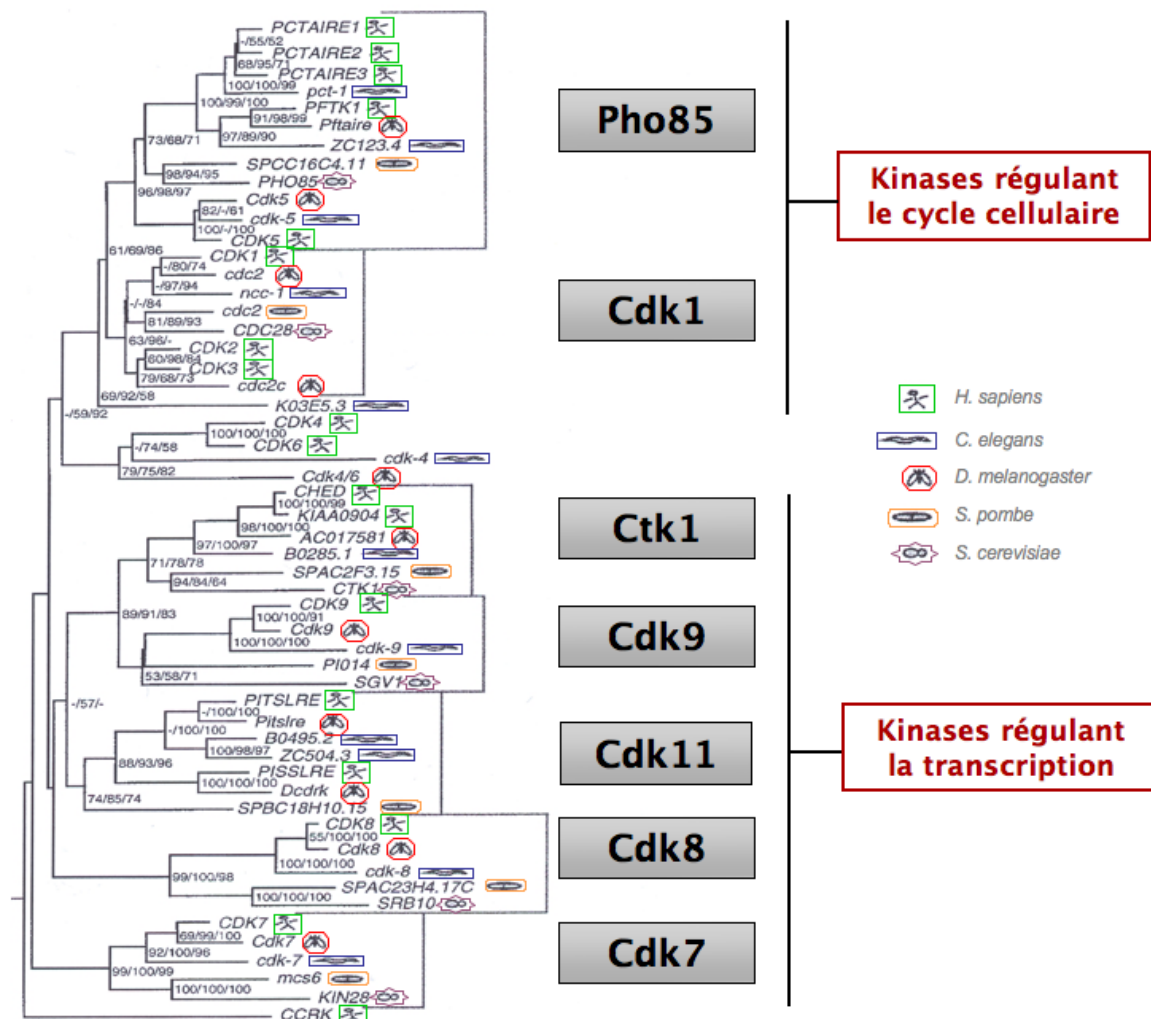 PCTAIRE1
-/55/52
PCTAIRE2
68/95/71
PCTAIRE3
100/100/99
pct-1
100/99/100
PFTK1
91/98/99
Pftaire
97/89/90
73/68/71
ZC123.4
SPCC16C4.11
98/94/95
PHO85
96/98/97
Cdk5
82/-/61
cdk-5
100/-/100
CDK5
61/69/86
CDK1
-/80/74
cdc2
-/97/94
ncc-1
-/-/84
cdc2
81/89/93
CDC28
63/96/-
CDK2
60/98/84
CDK3
79/68/73
cdc2c
69/92/58
K03E5.3
-/59/92
CDK4
100/100/100
CDK6
-/74/58
cdk-4
79/75/82
Cdk4/6
CHED
100/100/99
KIAA0904
98/100/100
AC017581
97/100/97
B0285.1
71/78/78
SPAC2F3.15
94/84/64
CTK1
89/91/83
CDK9
100/100/91
Cdk9
100/100/100
cdk-9
PI014
53/58/71
SGV1
-/57/-
PITSLRE
-/100/100
Pitslre
-/100/100
B0495.2
100/98/97
ZC504.3
88/93/96
PISSLRE
100/100/100
Dcdrk
74/85/74
SPBC18H10.15
CDK8
55/100/100
Cdk8
100/100/100
cdk-8
99/100/98
SPAC23H4.17C
100/100/100
SRB10
CDK7
69/99/100
Cdk7
92/100/96
cdk-7
99/100/99
mcs6
100/100/100
KIN28
CCRK
Pho85
Cdk1
Ctk1
Cdk9
Cdk11
Cdk8
Cdk7
Kinases régulant
le cycle cellulaire
H. sapiens
C. elegans
D. melanogaster
S. pombe
S. cerevisiae
Kinases régulant
la transcription